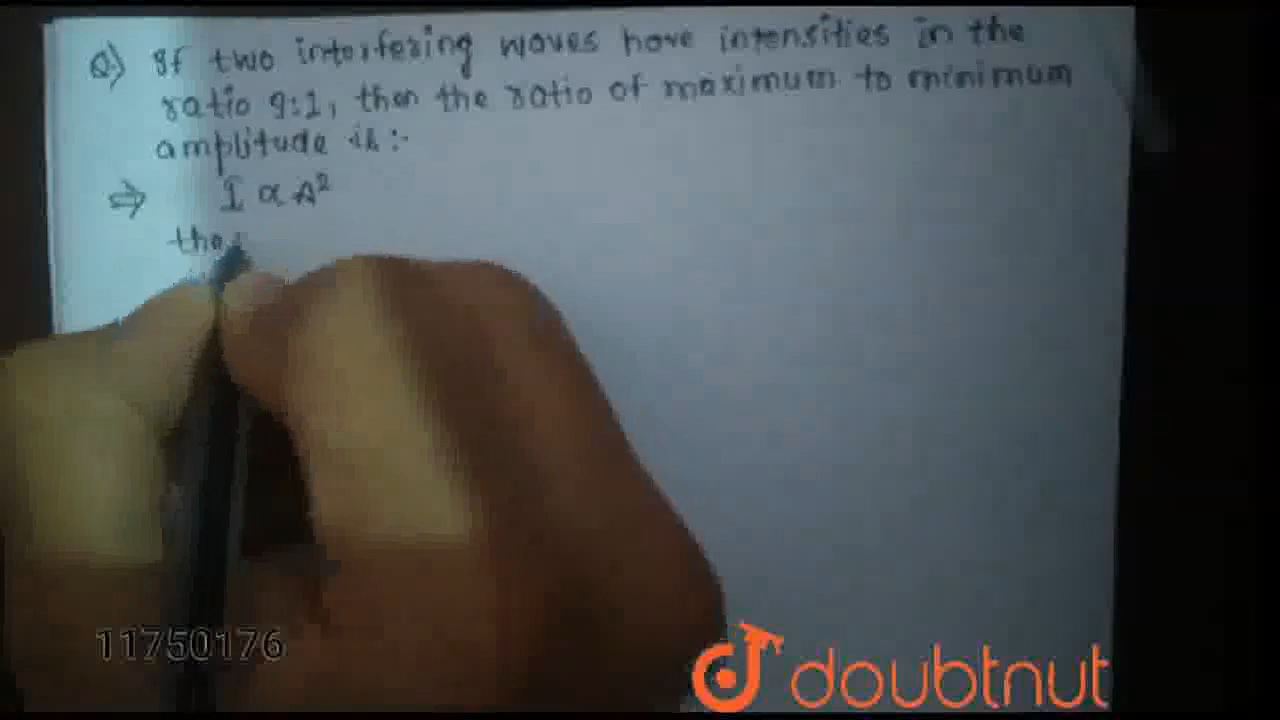 Q) If two interfering waves have intensities in the
ratio 9:1, then the ratio of maximum to minimum
amplitude is :-
⇒ I ∝ A²
the
11750176
doubtnut